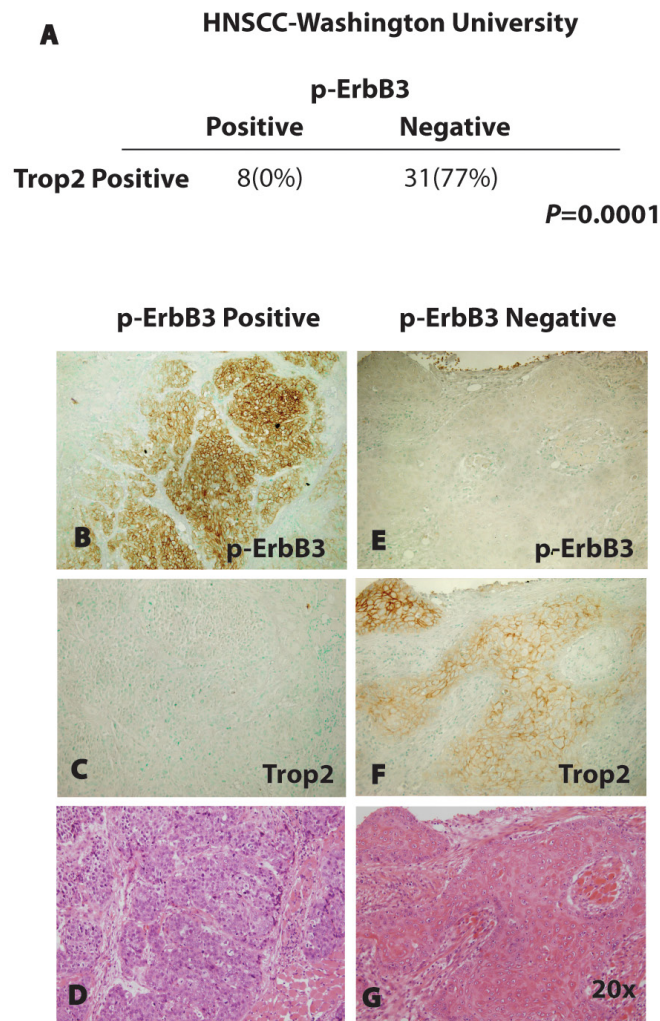 A
HNSCC-Washington University
p-ErbB3
Positive Negative
Trop2 Positive 8(0%) 31(77%)
P=0.0001
p-ErbB3 Positive p-ErbB3 Negative
B p-ErbB3
E p-ErbB3
C Trop2
F Trop2
D
G 20x